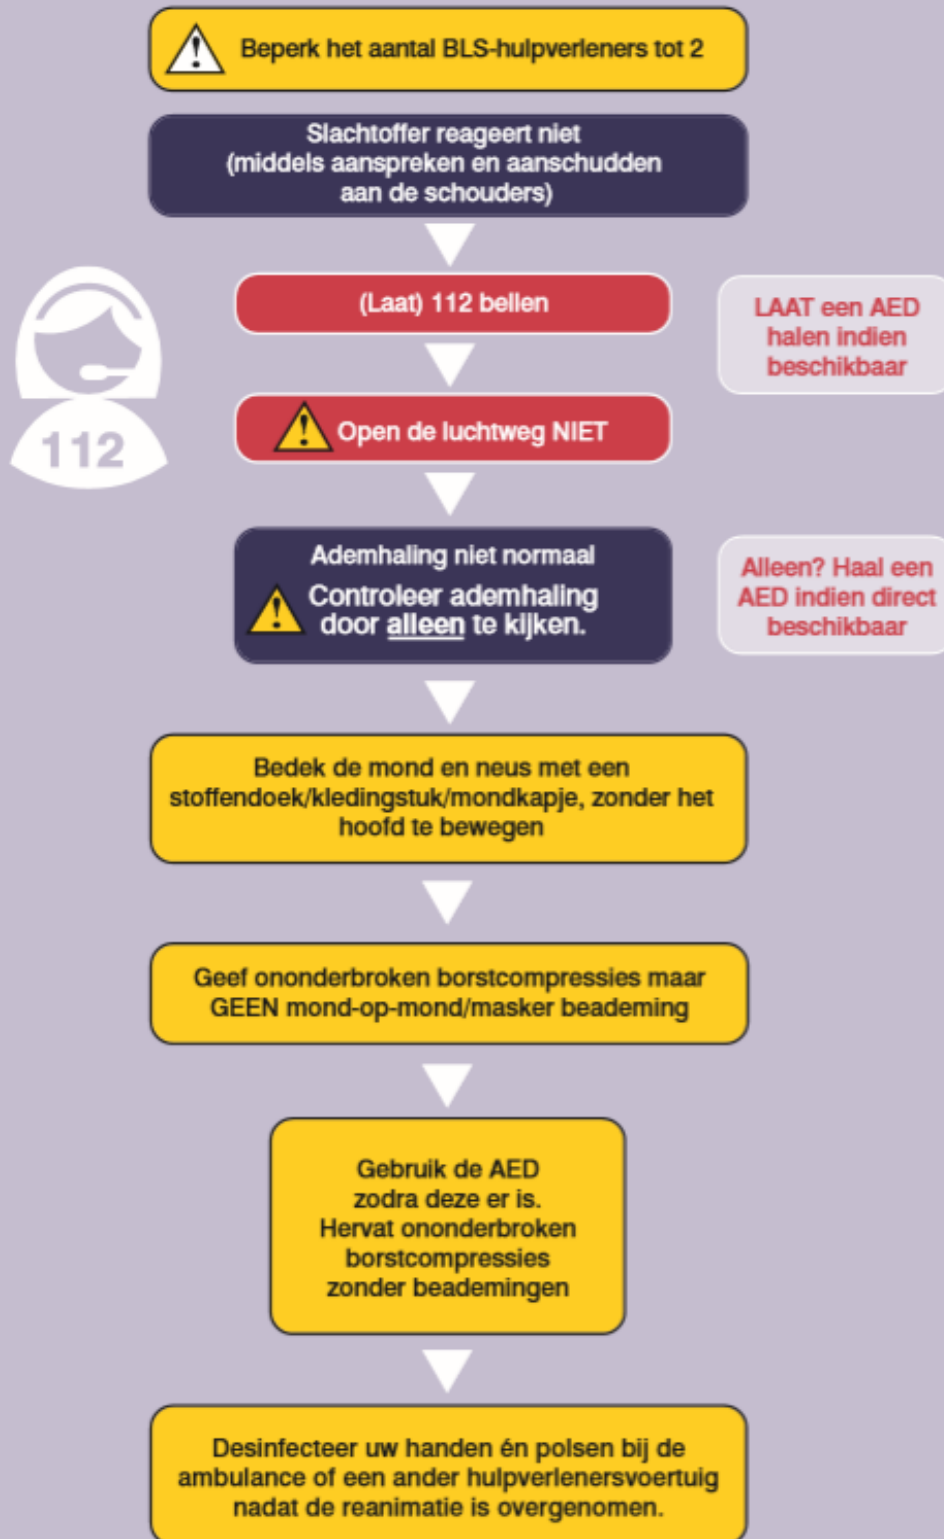 Beperk het aantal BLS-hulpverleners tot 2
Slachtoffer reageert niet
(middels aanspreken en aanschudden
aan de schouders)
(Laat) 112 bellen
LAAT een AED
halen indien
beschikbaar
112
Open de luchtweg NIET
Ademhaling niet normaal
Controleer ademhaling
door alleen te kijken.
Alleen? Haal een
AED indien direct
beschikbaar
Bedek de mond en neus met een
stoffendoek/kledingstuk/mondkapje, zonder het
hoofd te bewegen
Geef ononderbroken borstcompressies maar
GEEN mond-op-mond/masker beademing
Gebruik de AED
zodra deze er is.
Hervat ononderbroken
borstcompressies
zonder beademingen
Desinfecteer uw handen én polsen bij de
ambulance of een ander hulpverlenersvoertuig
nadat de reanimatie is overgenomen.